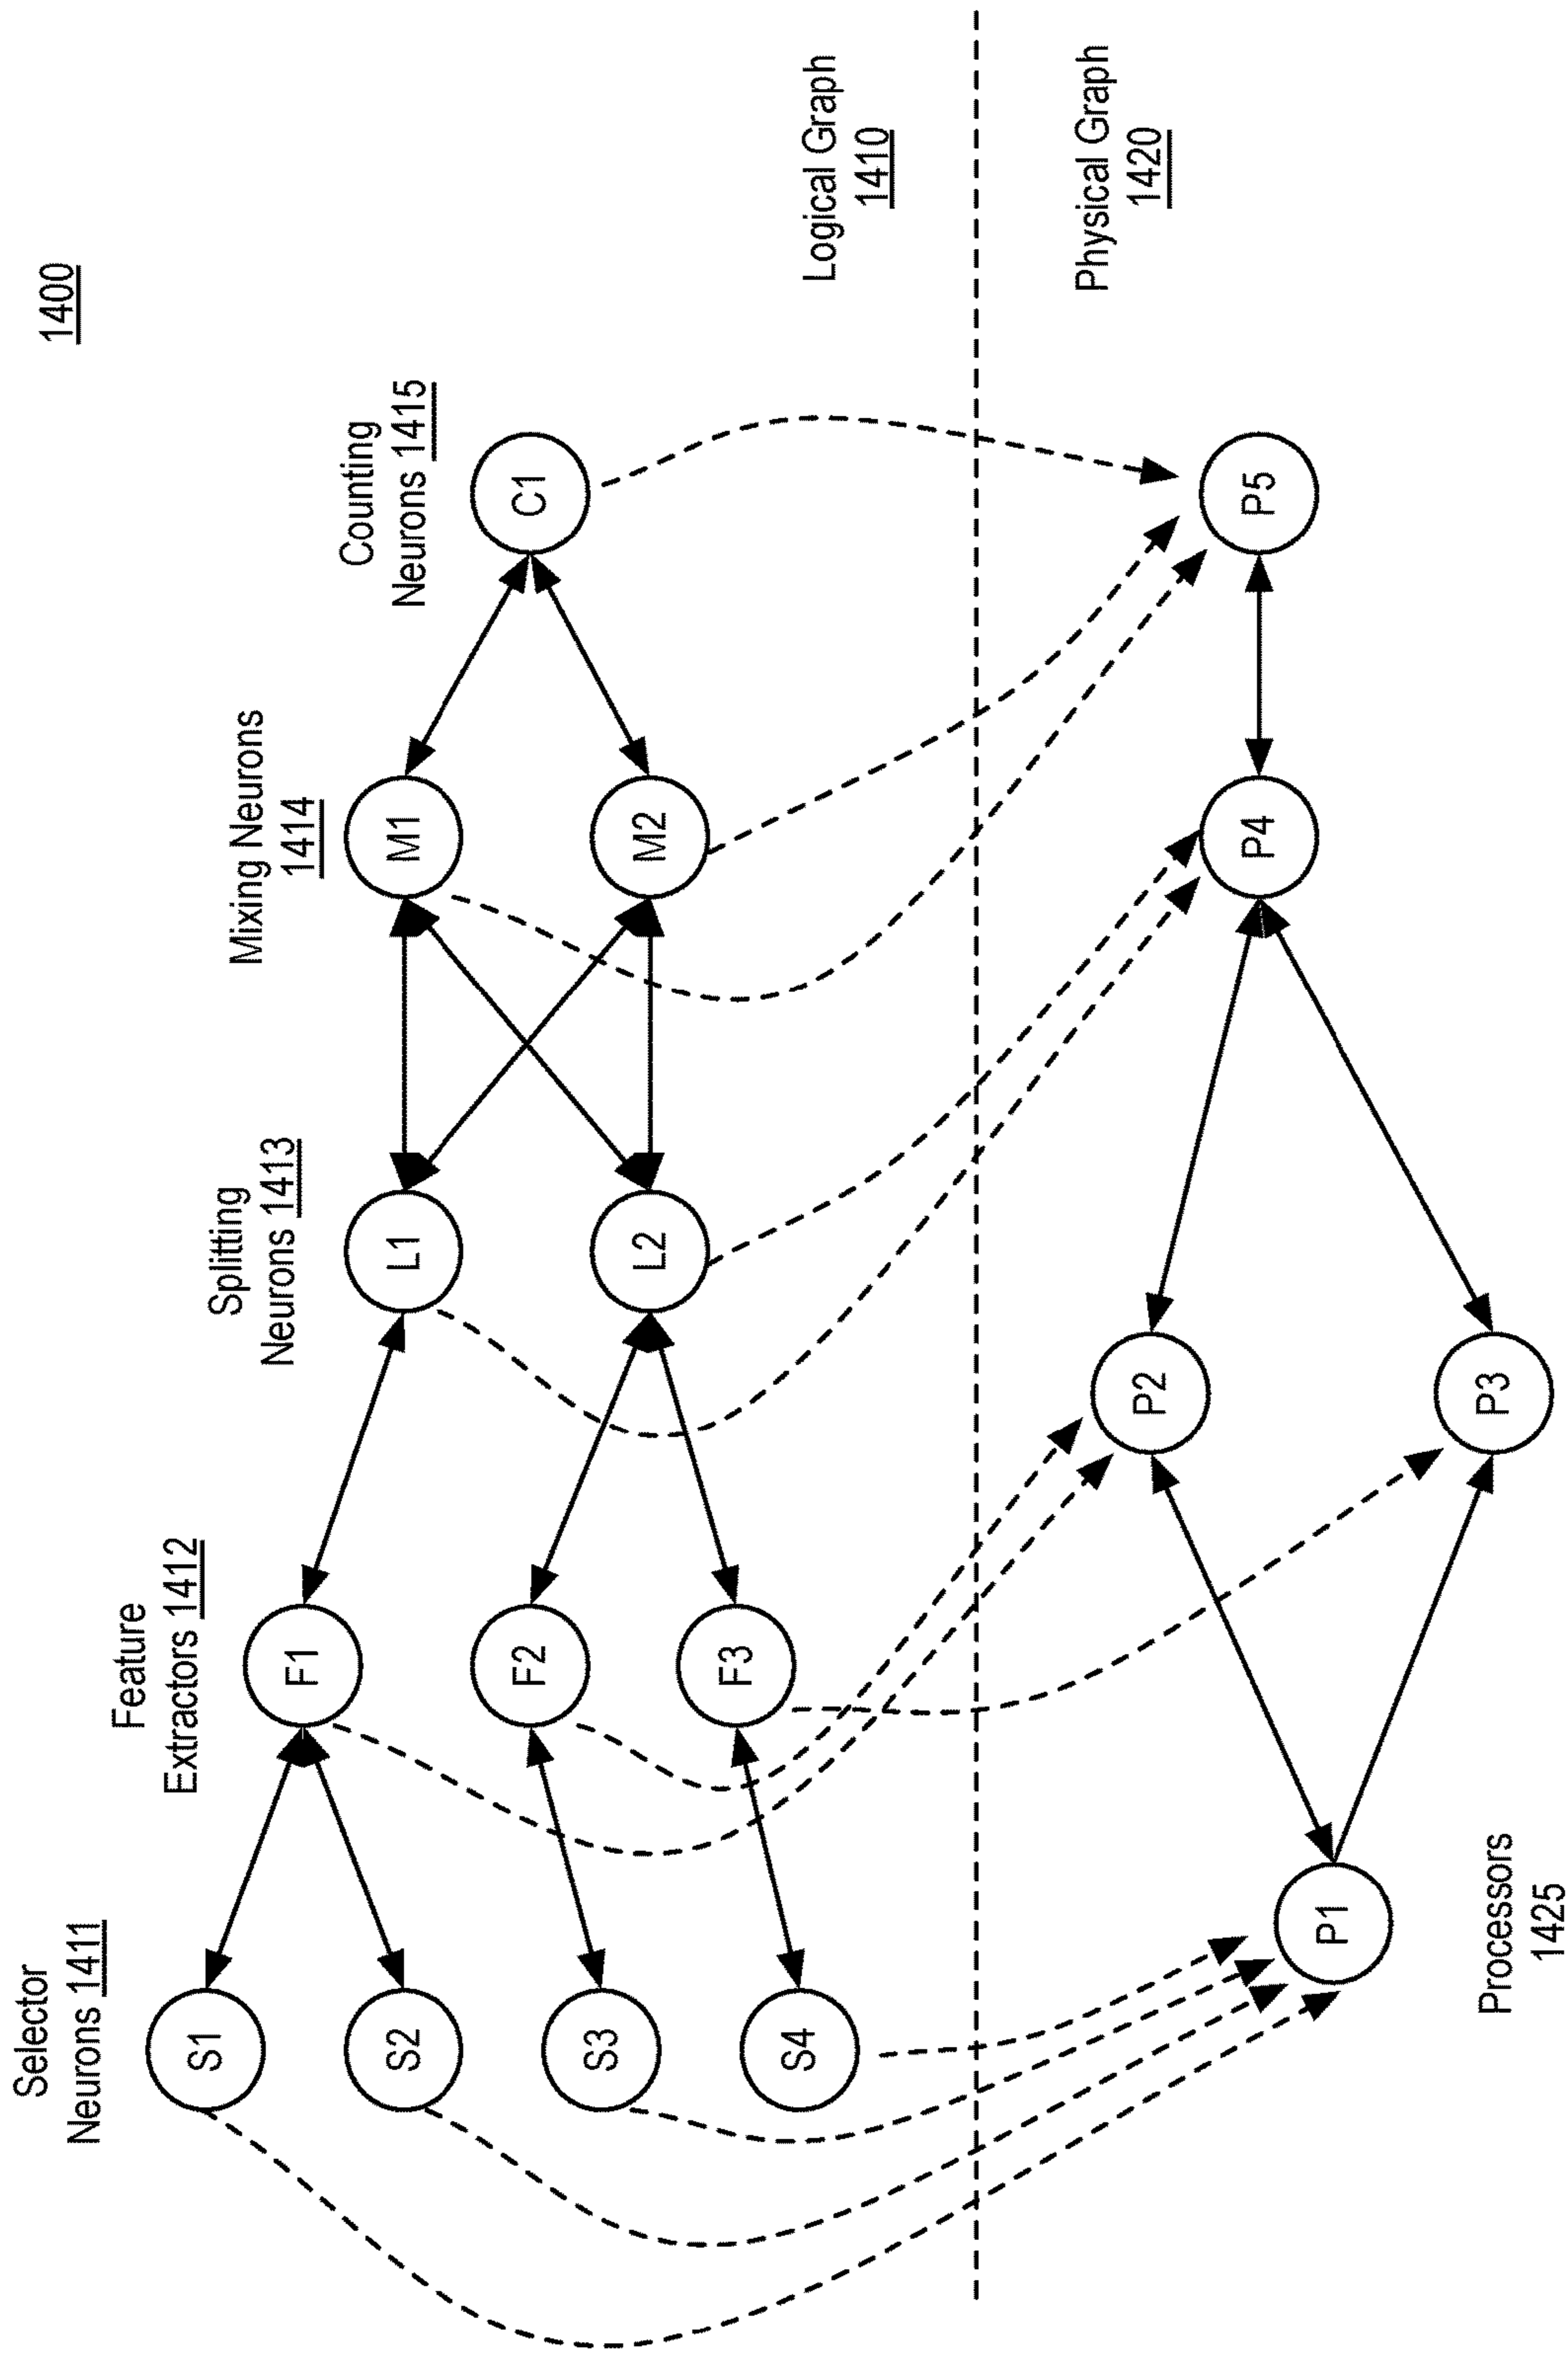 1400
Selector
Neurons 1411
Feature
Extractors 1412
Splitting
Neurons 1413
Mixing Neurons
1414
Counting
Neurons 1415
S1
S2
S3
S4
F1
F2
F3
L1
L2
M1
M2
C1
Logical Graph
1410
Physical Graph
1420
P1
P2
P3
P4
P5
Processors
1425